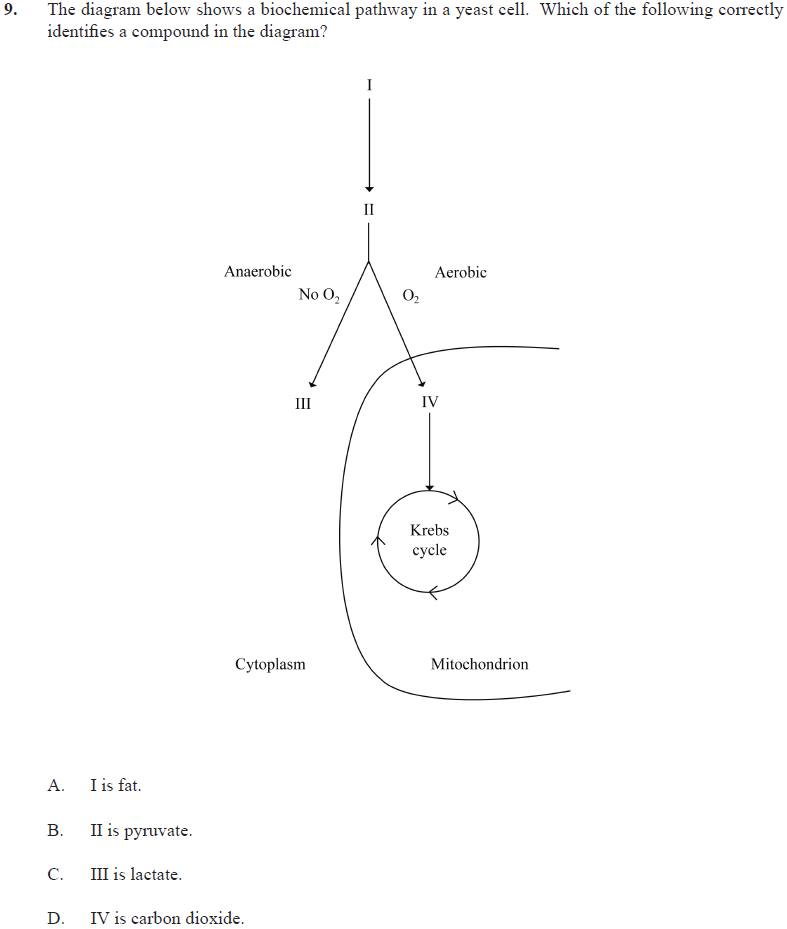 9. The diagram below shows a biochemical pathway in a yeast cell. Which of the following correctly
identifies a compound in the diagram?
I
II
Anaerobic
Aerobic
No O₂
O₂
III
IV
Krebs
cycle
Cytoplasm
Mitochondrion
A. I is fat.
B. II is pyruvate.
C. III is lactate.
D. IV is carbon dioxide.